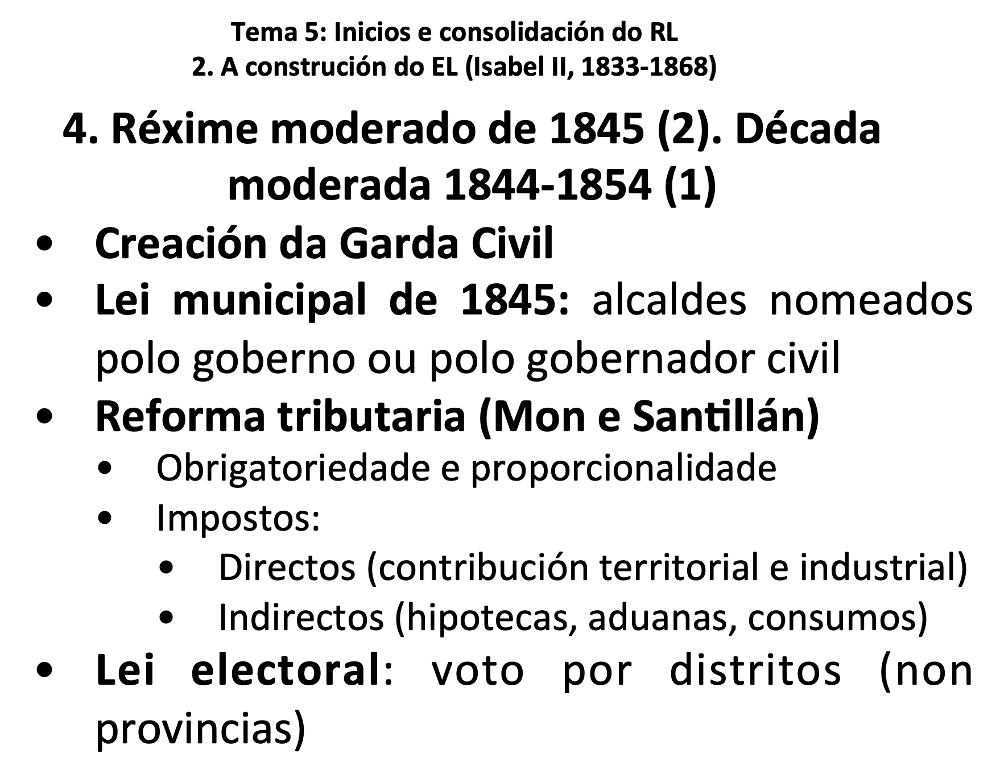 Tema 5: Inicios e consolidación do RL
2. A construción do EL (Isabel II, 1833-1868)
4. Réxime moderado de 1845 (2). Década
moderada 1844-1854 (1)
• Creación da Garda Civil
• Lei municipal de 1845: alcaldes nomeados
polo goberno ou polo gobernador civil
• Reforma tributaria (Mon e Santillán)
• Obrigatoriedade e proporcionalidade
• Impostos:
• Directos (contribución territorial e industrial)
• Indirectos (hipotecas, aduanas, consumos)
• Lei electoral: voto por distritos (non
provincias)